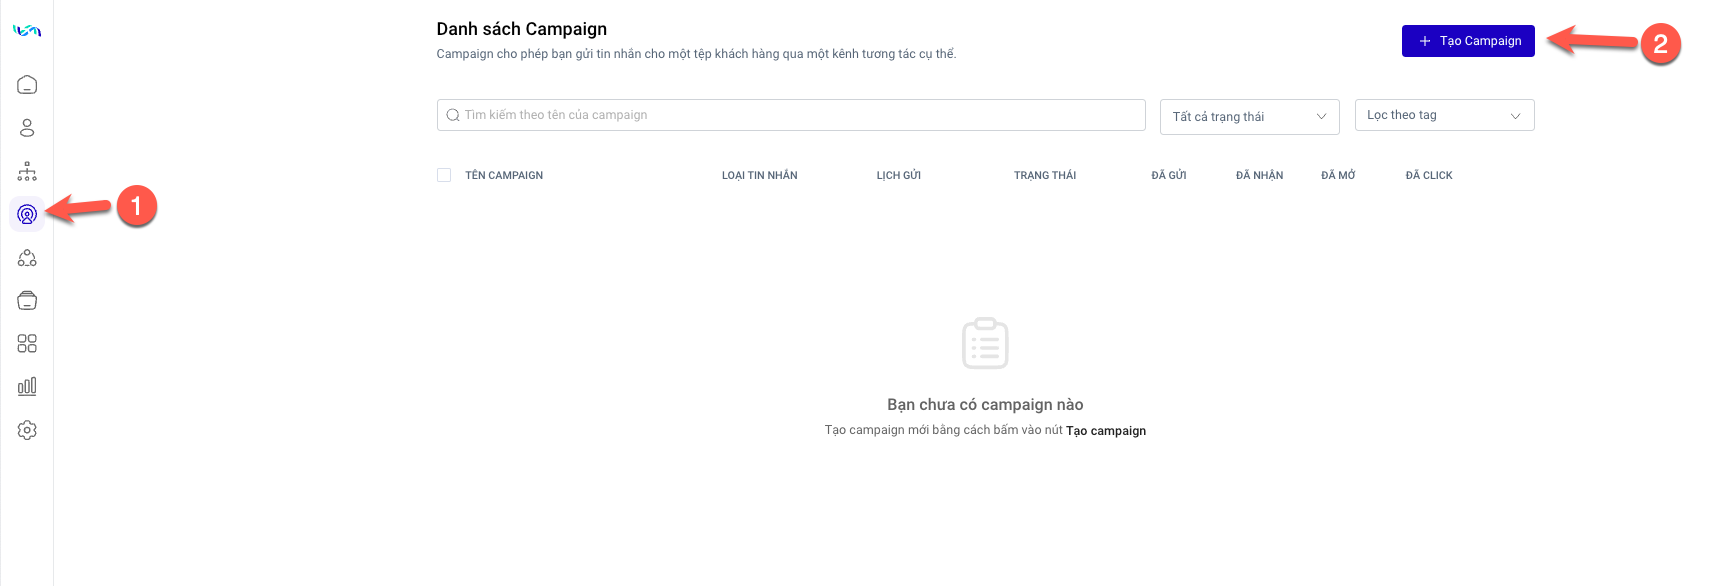 Danh sách Campaign
Campaign cho phép bạn gửi tin nhắn cho một tệp khách hàng qua một kênh tương tác cụ thể.
+ Tạo Campaign
2
Tìm kiếm theo tên của campaign
Tất cả trạng thái
Lọc theo tag
TÊN CAMPAIGN LOẠI TIN NHẮN LỊCH GỬI TRẠNG THÁI ĐÃ GỬI ĐÃ NHẬN ĐÃ MỞ ĐÃ CLICK
1
Bạn chưa có campaign nào
Tạo campaign mới bằng cách bấm vào nút Tạo campaign